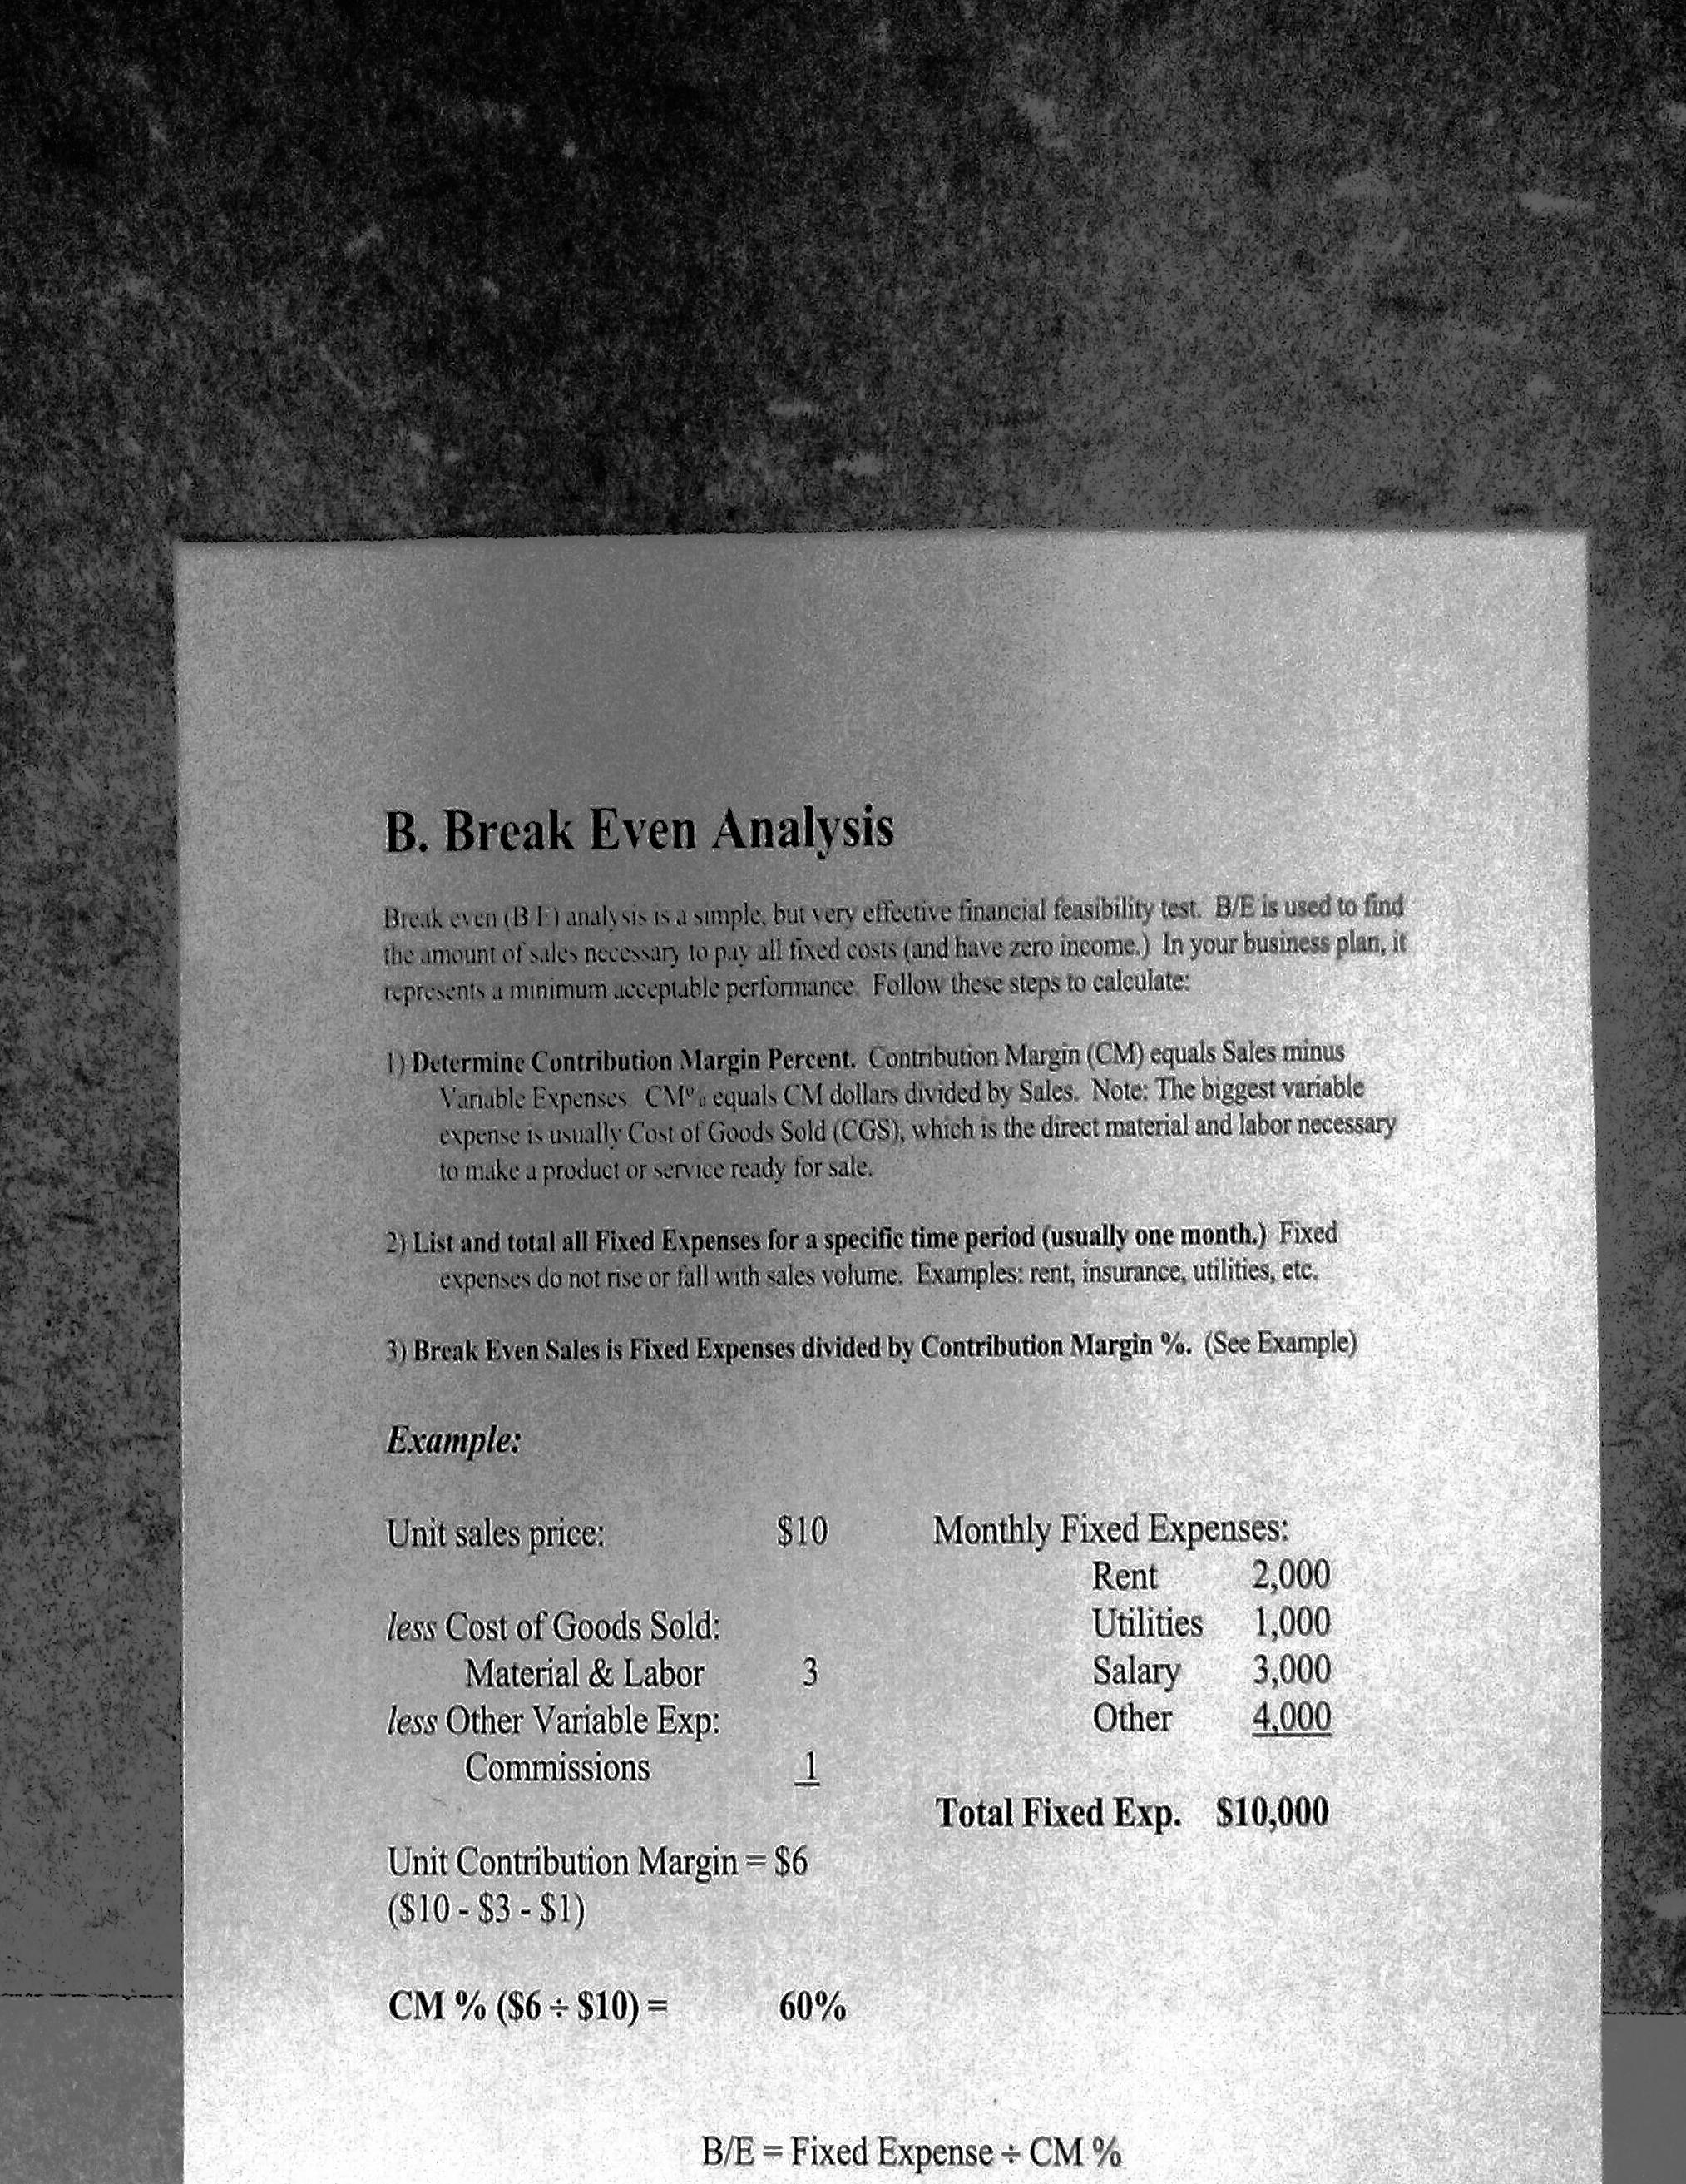 B. Break Even Analysis
Break even (B/E) analysis is a simple, but very effective financial feasibility test. B/E is used to find
the amount of sales necessary to pay all fixed costs (and have zero income.) In your business plan, it
represents a minimum acceptable performance. Follow these steps to calculate:
1) Determine Contribution Margin Percent. Contribution Margin (CM) equals Sales minus
Variable Expenses. CM% equals CM dollars divided by Sales. Note: The biggest variable
expense is usually Cost of Goods Sold (CGS), which is the direct material and labor necessary
to make a product or service ready for sale.
2) List and total all Fixed Expenses for a specific time period (usually one month.) Fixed
expenses do not rise or fall with sales volume. Examples: rent, insurance, utilities, etc.
3) Break Even Sales is Fixed Expenses divided by Contribution Margin %. (See Example)
Example:
Unit sales price: $10 Monthly Fixed Expenses:
Rent 2,000
less Cost of Goods Sold: Utilities 1,000
Material & Labor 3 Salary 3,000
less Other Variable Exp: Other 4,000
Commissions 1
Total Fixed Exp. $10,000
Unit Contribution Margin = $6
($10 - $3 - $1)
CM % ($6 ÷ $10) = 60%
B/E = Fixed Expense ÷ CM %